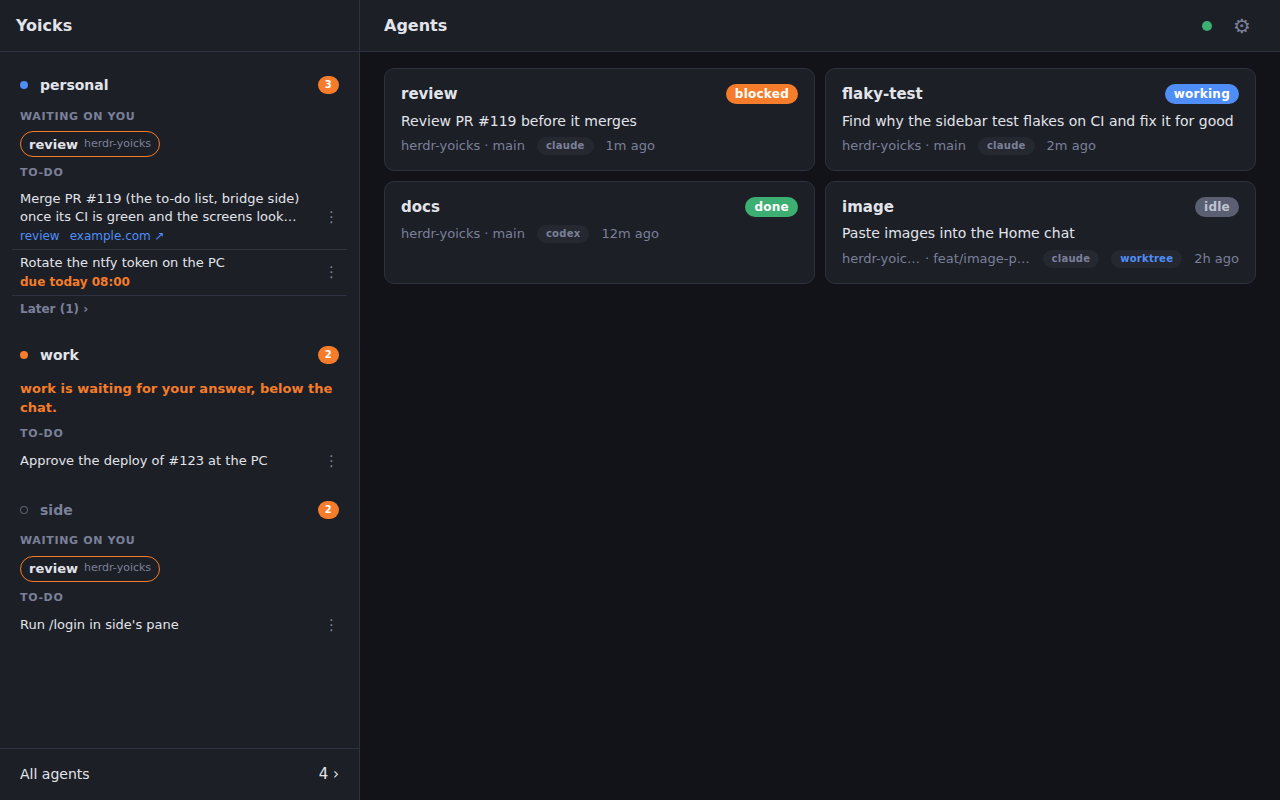 Yoicks
personal 3
WAITING ON YOU
review herdr-yoicks
TO-DO
Merge PR #119 (the to-do list, bridge side)
once its CI is green and the screens look…
review example.com ↗
Rotate the ntfy token on the PC
due today 08:00
Later (1) ›
work 2
work is waiting for your answer, below the
chat.
TO-DO
Approve the deploy of #123 at the PC
side 2
WAITING ON YOU
review herdr-yoicks
TO-DO
Run /login in side's pane
All agents 4 ›
Agents
review blocked
Review PR #119 before it merges
herdr-yoicks · main claude 1m ago
flaky-test working
Find why the sidebar test flakes on CI and fix it for good
herdr-yoicks · main claude 2m ago
docs done
herdr-yoicks · main codex 12m ago
image idle
Paste images into the Home chat
herdr-yoic… · feat/image-p… claude worktree 2h ago